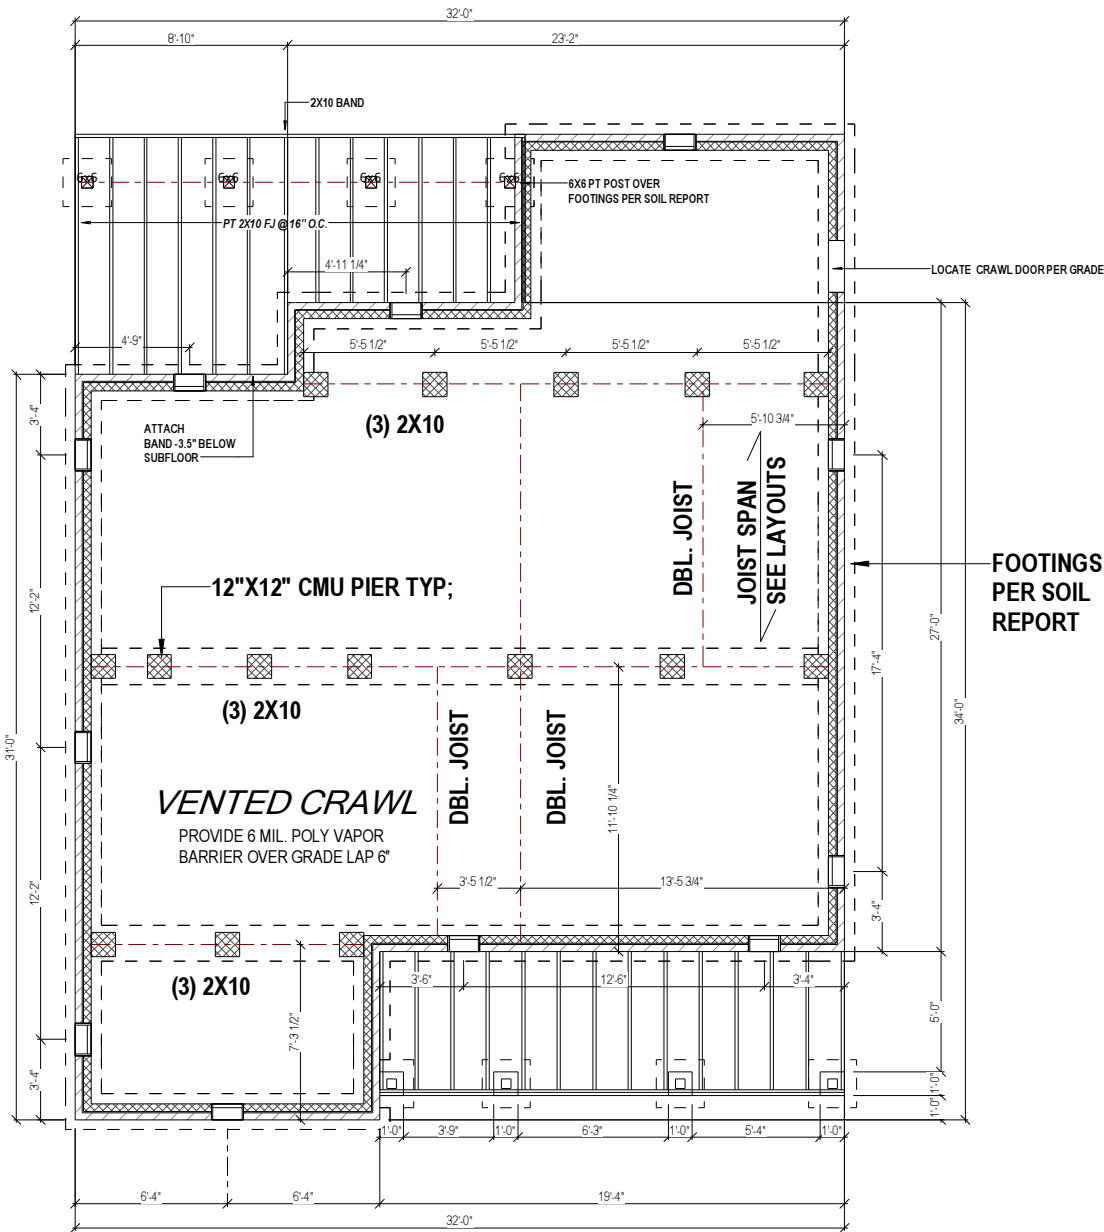 32'-0"
8'-10"
23'-2"
2X10 BAND
6x6
6x6
6x6
6x6
6X6 PT POST OVER
FOOTINGS PER SOIL REPORT
PT 2X10 FJ @ 16" O.C.
4'-11 1/4"
LOCATE CRAWL DOOR PER GRADE
4'-9"
5'-5 1/2"
5'-5 1/2"
5'-5 1/2"
5'-5 1/2"
3'-4"
ATTACH
BAND -3.5" BELOW
SUBFLOOR
(3) 2X10
5'-10 3/4"
DBL. JOIST
JOIST SPAN
SEE LAYOUTS
12"X12" CMU PIER TYP;
FOOTINGS
PER SOIL
REPORT
12'-2"
27'-0"
17'-4"
34'-0"
31'-0"
(3) 2X10
DBL. JOIST
DBL. JOIST
11'-10 1/4"
VENTED CRAWL
PROVIDE 6 MIL. POLY VAPOR
BARRIER OVER GRADE LAP 6"
12'-2"
3'-5 1/2"
13'-5 3/4"
3'-4"
(3) 2X10
3'-6"
12'-6"
3'-4"
7'-3 1/2"
5'-0"
3'-4"
1'-0"
1'-0"
1'-0"
3'-9"
1'-0"
6'-3"
1'-0"
5'-4"
1'-0"
6'-4"
6'-4"
19'-4"
32'-0"